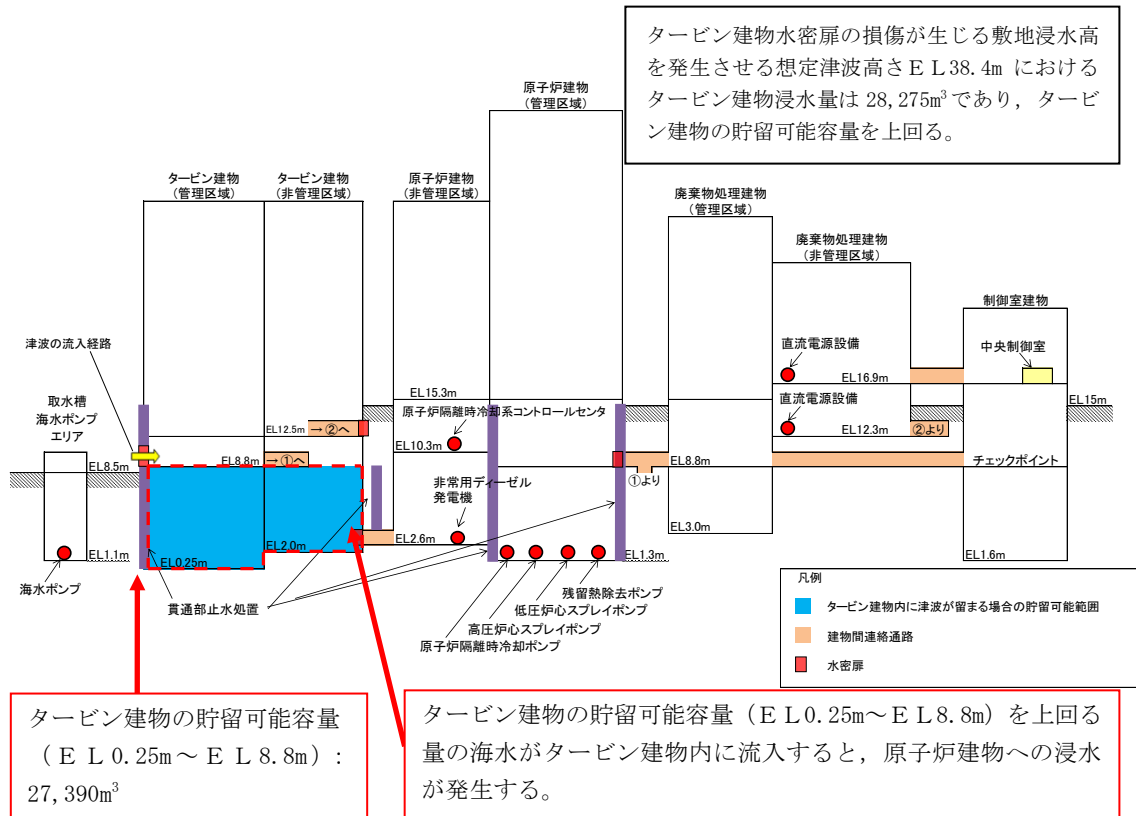 タービン建物水密扉の損傷が生じる敷地浸水高
を発生させる想定津波高さEL38.4m における
タービン建物浸水量は 28,275m³であり，タービ
ン建物の貯留可能容量を上回る。
原子炉建物
（管理区域）
タービン建物
（管理区域）
タービン建物
（非管理区域）
原子炉建物
（非管理区域）
廃棄物処理建物
（管理区域）
廃棄物処理建物
（非管理区域）
制御室建物
津波の流入経路
直流電源設備
中央制御室
EL16.9m
取水槽
海水ポンプ
エリア
EL15.3m
EL15m
原子炉隔離時冷却系コントロールセンタ
直流電源設備
EL12.5m
→②へ
EL12.3m
②より
EL10.3m
EL8.5m
EL8.8m
→①へ
EL8.8m
チェックポイント
①より
非常用ディーゼル
発電機
EL3.0m
EL1.1m
EL0.25m
EL2.0m
EL2.6m
EL1.3m
EL1.6m
海水ポンプ
貫通部止水処置
残留熱除去ポンプ
低圧炉心スプレイポンプ
高圧炉心スプレイポンプ
原子炉隔離時冷却ポンプ
凡例
タービン建物内に津波が留まる場合の貯留可能範囲
建物間連絡通路
水密扉
タービン建物の貯留可能容量
（ＥＬ0.25m～ＥＬ8.8m）：
27,390m³
タービン建物の貯留可能容量（ＥＬ0.25m～ＥＬ8.8m）を上回る
量の海水がタービン建物内に流入すると，原子炉建物への浸水
が発生する。